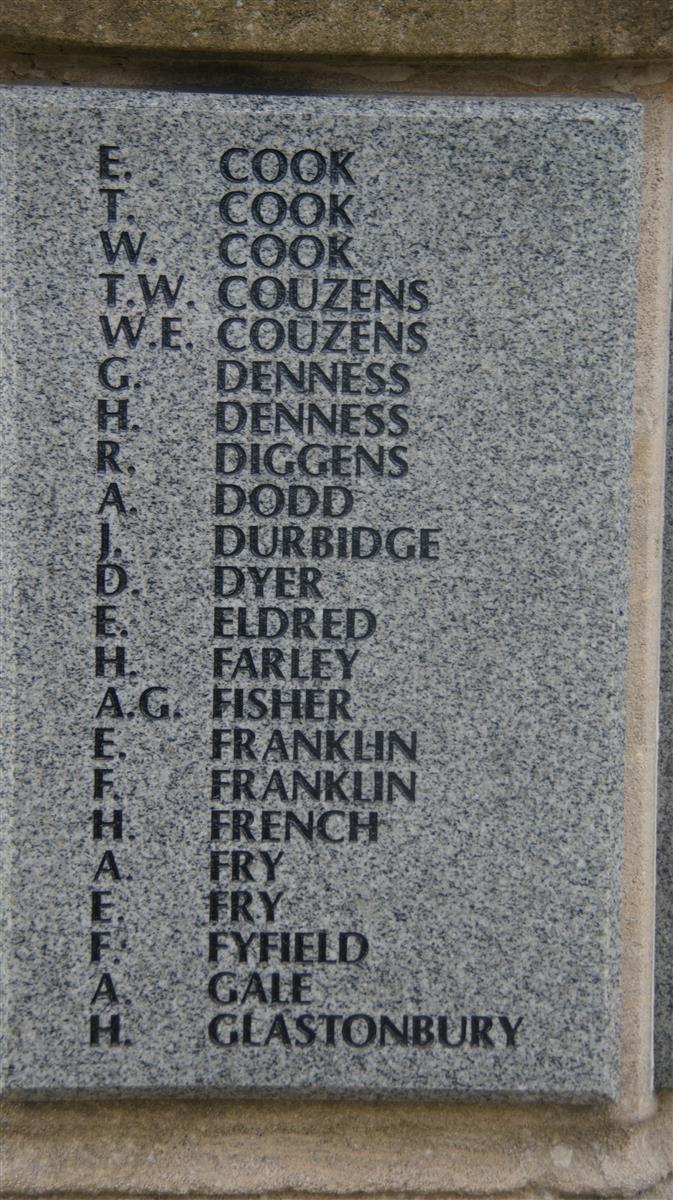 E. COOK
T. COOK
W. COOK
T.W. COUZENS
W.E. COUZENS
G. DENNESS
H. DENNESS
R. DIGGENS
A. DODD
J. DURBIDGE
D. DYER
E. ELDRED
H. FARLEY
A.G. FISHER
E. FRANKLIN
F. FRANKLIN
H. FRENCH
A. FRY
E. FRY
F. FYFIELD
A. GALE
H. GLASTONBURY